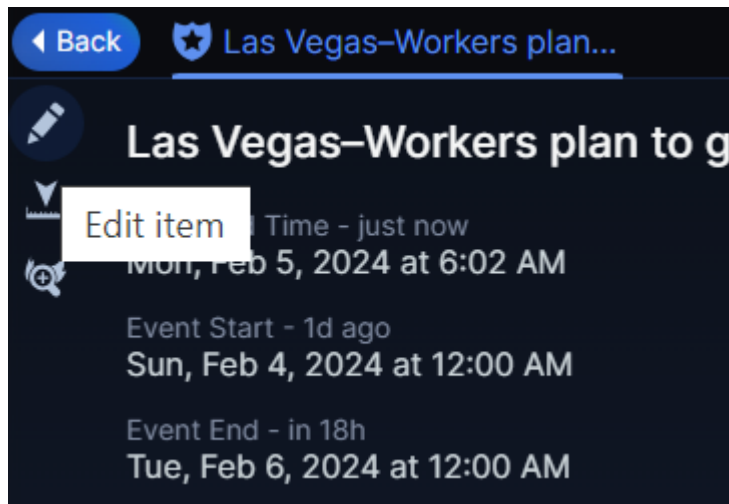 Back
Las Vegas–Workers plan...
Las Vegas–Workers plan to g
Edit item
Time - just now
Mon, Feb 5, 2024 at 6:02 AM
Event Start - 1d ago
Sun, Feb 4, 2024 at 12:00 AM
Event End - in 18h
Tue, Feb 6, 2024 at 12:00 AM